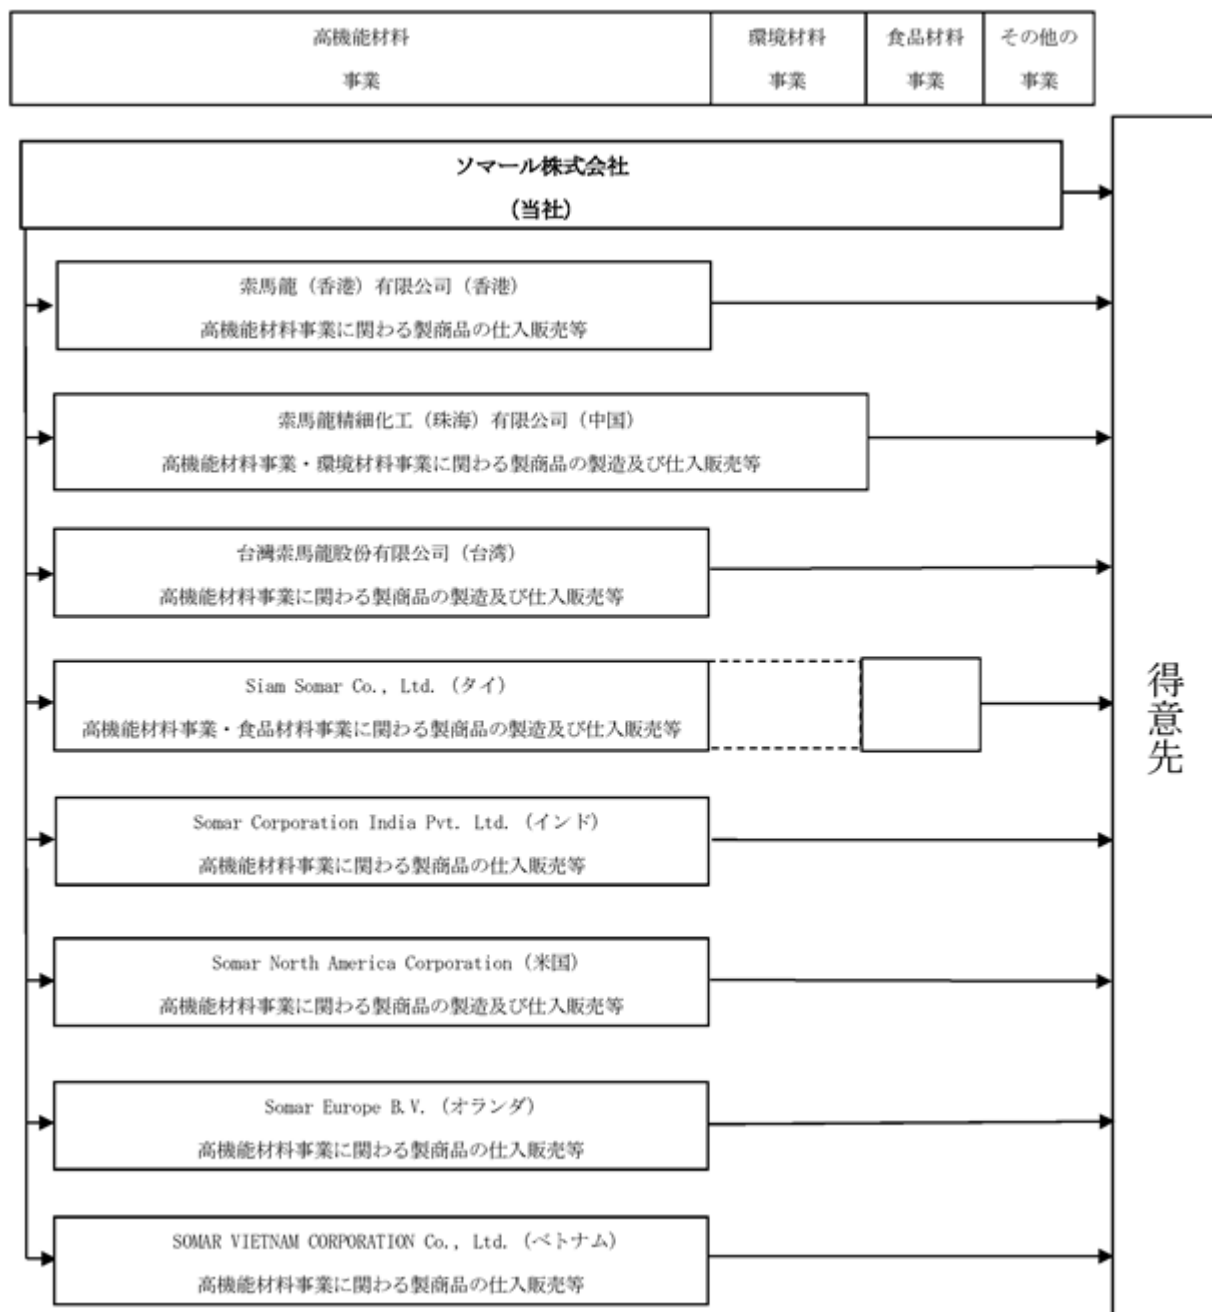 高機能材料
事業
環境材料
事業
食品材料
事業
その他の
事業
ソマール株式会社
（当社）
索馬龍（香港）有限公司（香港）
高機能材料事業に関わる製商品の仕入販売等
索馬龍精細化工（珠海）有限公司（中国）
高機能材料事業・環境材料事業に関わる製商品の製造及び仕入販売等
台灣索馬龍股份有限公司（台湾）
高機能材料事業に関わる製商品の製造及び仕入販売等
Siam Somar Co., Ltd.（タイ）
高機能材料事業・食品材料事業に関わる製商品の製造及び仕入販売等
Somar Corporation India Pvt. Ltd.（インド）
高機能材料事業に関わる製商品の仕入販売等
Somar North America Corporation（米国）
高機能材料事業に関わる製商品の製造及び仕入販売等
Somar Europe B.V.（オランダ）
高機能材料事業に関わる製商品の仕入販売等
SOMAR VIETNAM CORPORATION Co., Ltd.（ベトナム）
高機能材料事業に関わる製商品の仕入販売等
得意先